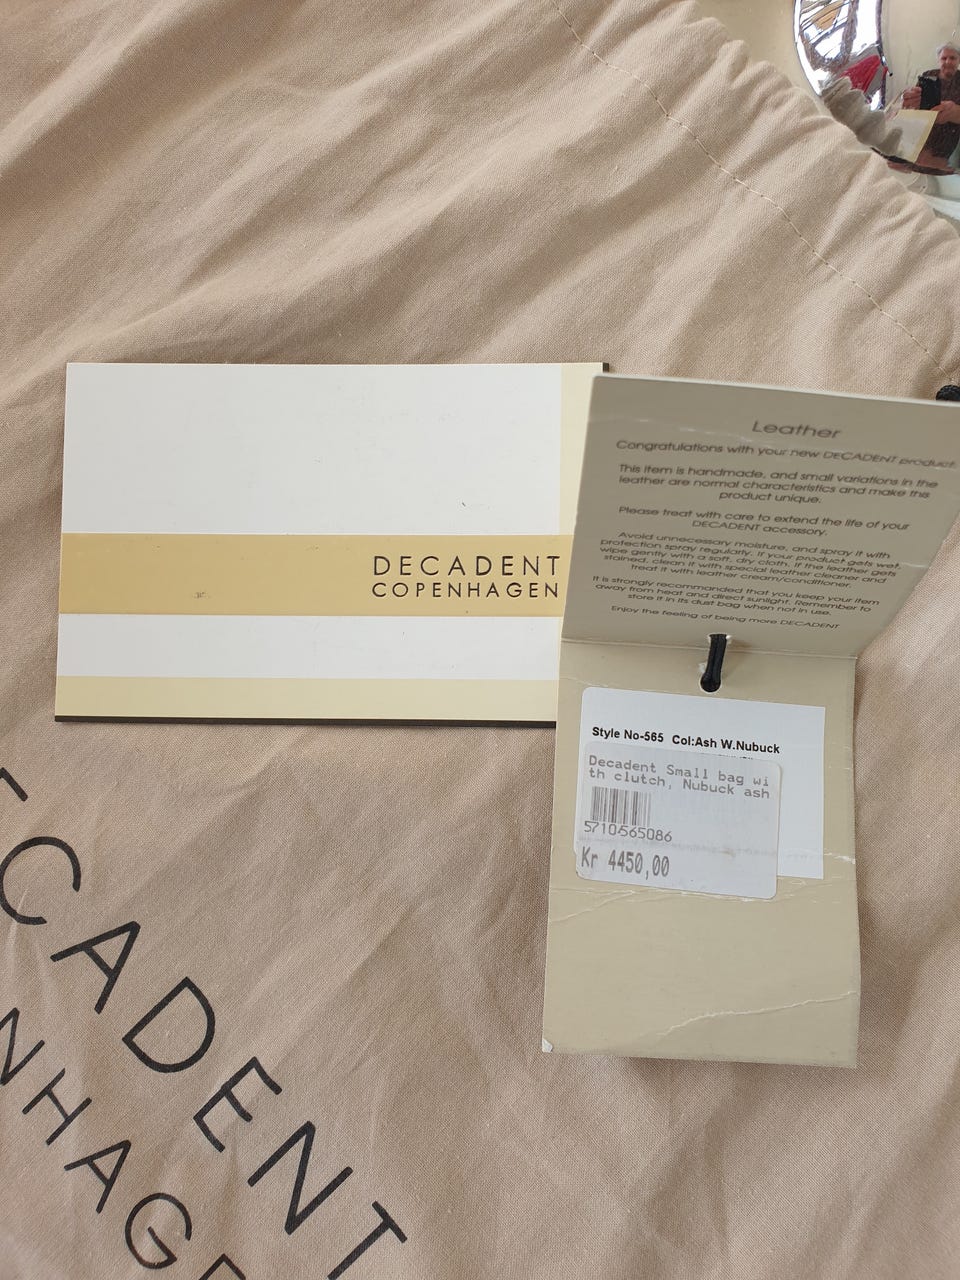 DECADENT
COPENHAGEN
Leather
Congratulations with your new DECADENT product.
This item is handmade, and small variations in the
leather are normal characteristics and make this
product unique.
Please treat with care to extend the life of your
DECADENT accessory.
Avoid unnecessary moisture, and spray it with
protection spray regularly. If your product gets wet,
wipe gently with a soft, dry cloth. If the leather gets
stained, clean it with special leather cleaner and
treat it with leather cream/conditioner.
It is strongly recommended that you keep your item
away from heat and direct sunlight. Remember to
store it in its dust bag when not in use.
Enjoy the feeling of being more DECADENT
Style No-565 Col:Ash W.Nubuck
Decadent Small bag wi
th clutch, Nubuck ash
5710565086
Kr 4450,00
CADENT
NHAGE